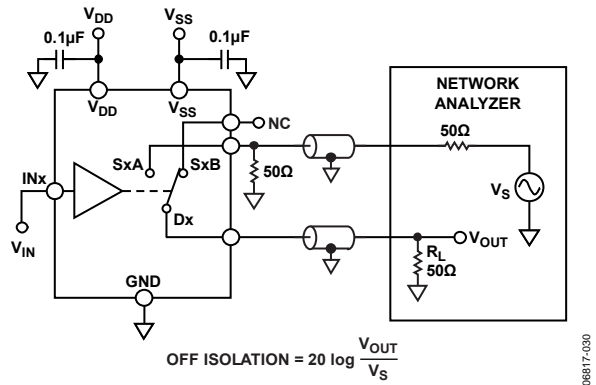 VDD
VSS
0.1µF
0.1µF
VDD
VSS
NC
SxA
SxB
50Ω
INx
Dx
VIN
GND
NETWORK
ANALYZER
50Ω
VS
VOUT
RL
50Ω
OFF ISOLATION = 20 log VOUT
VS
06817-030